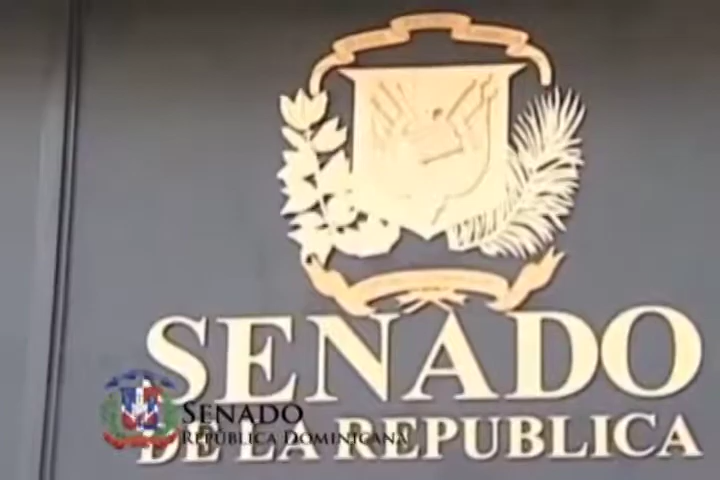 SENADO
DE LA REPUBLICA
SENADO
REPÚBLICA DOMINICANA